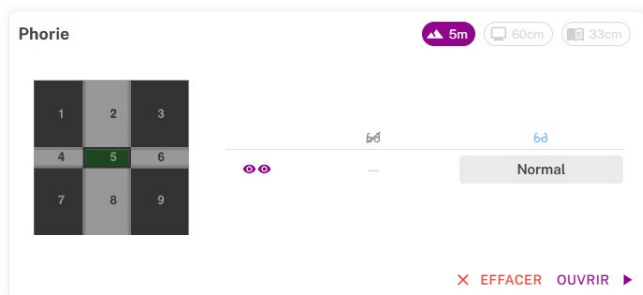 Phorie
5m
60cm
33cm
1 2 3
4 5 6
—
Normal
7 8 9
EFFACER OUVRIR